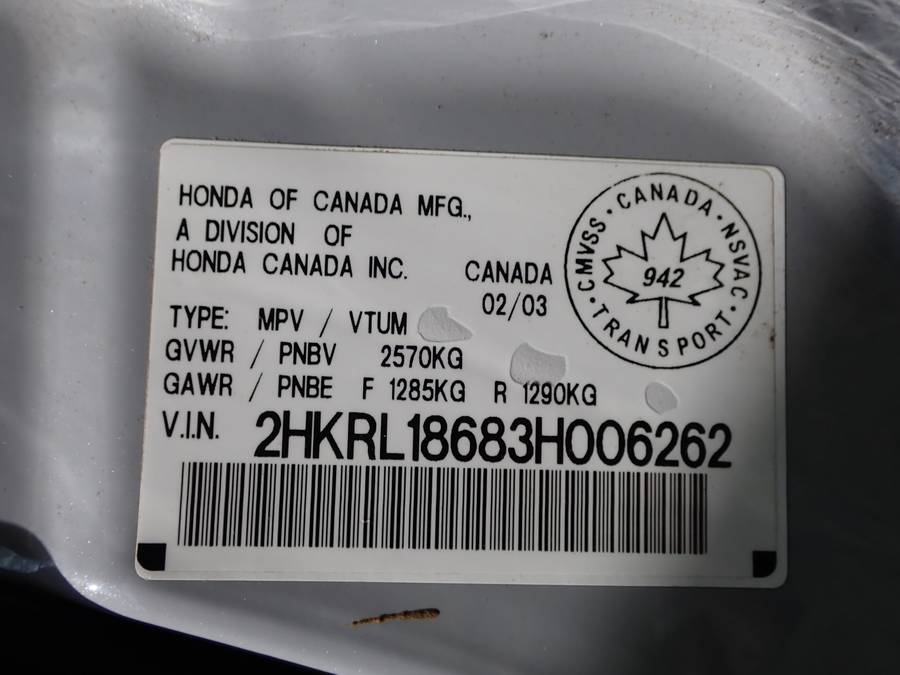 HONDA OF CANADA MFG.,
A DIVISION OF
HONDA CANADA INC.
CANADA
02/03
·CANADA·NSVAC·TRANSPORT·CMVSS
942
TYPE: MPV / VTUM
GVWR / PNBV 2570KG
GAWR / PNBE F 1285KG R 1290KG
V.I.N. 2HKRL18683H006262